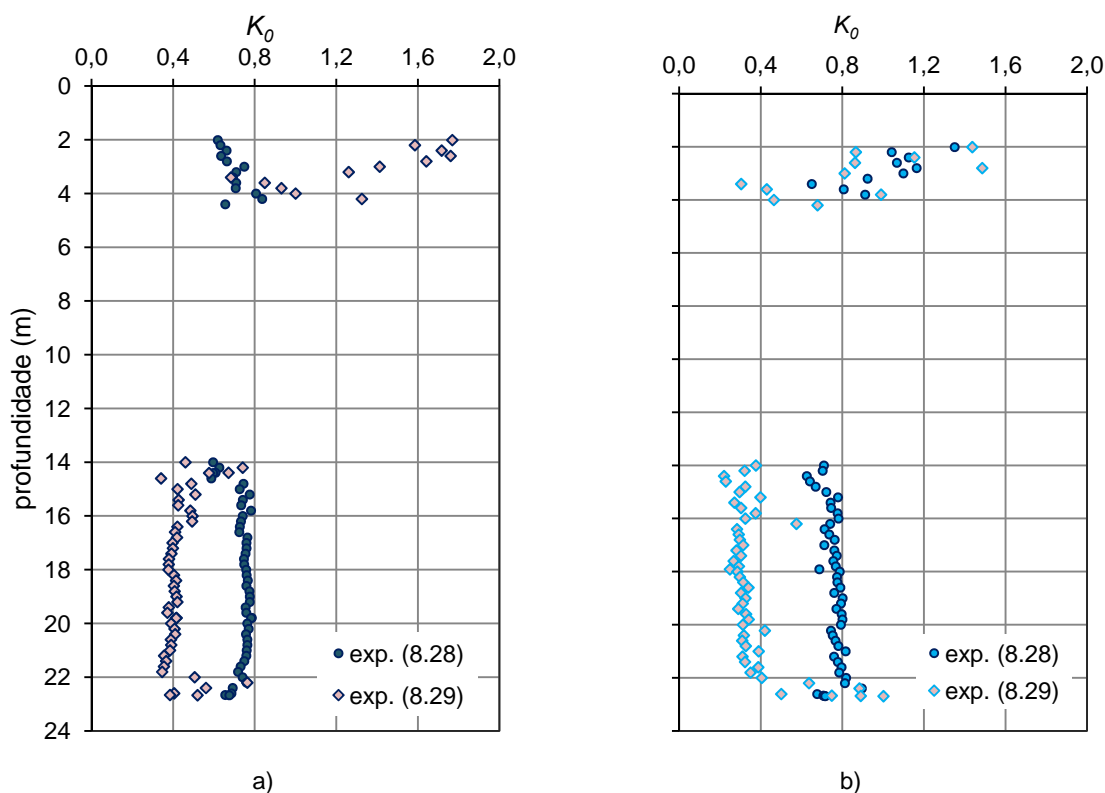 K0
0,0 0,4 0,8 1,2 1,6 2,0
0
2
4
6
8
10
12
14
16
18
20
22
24
profundidade (m)
exp. (8.28)
exp. (8.29)
a)
K0
0,0 0,4 0,8 1,2 1,6 2,0
exp. (8.28)
exp. (8.29)
b)